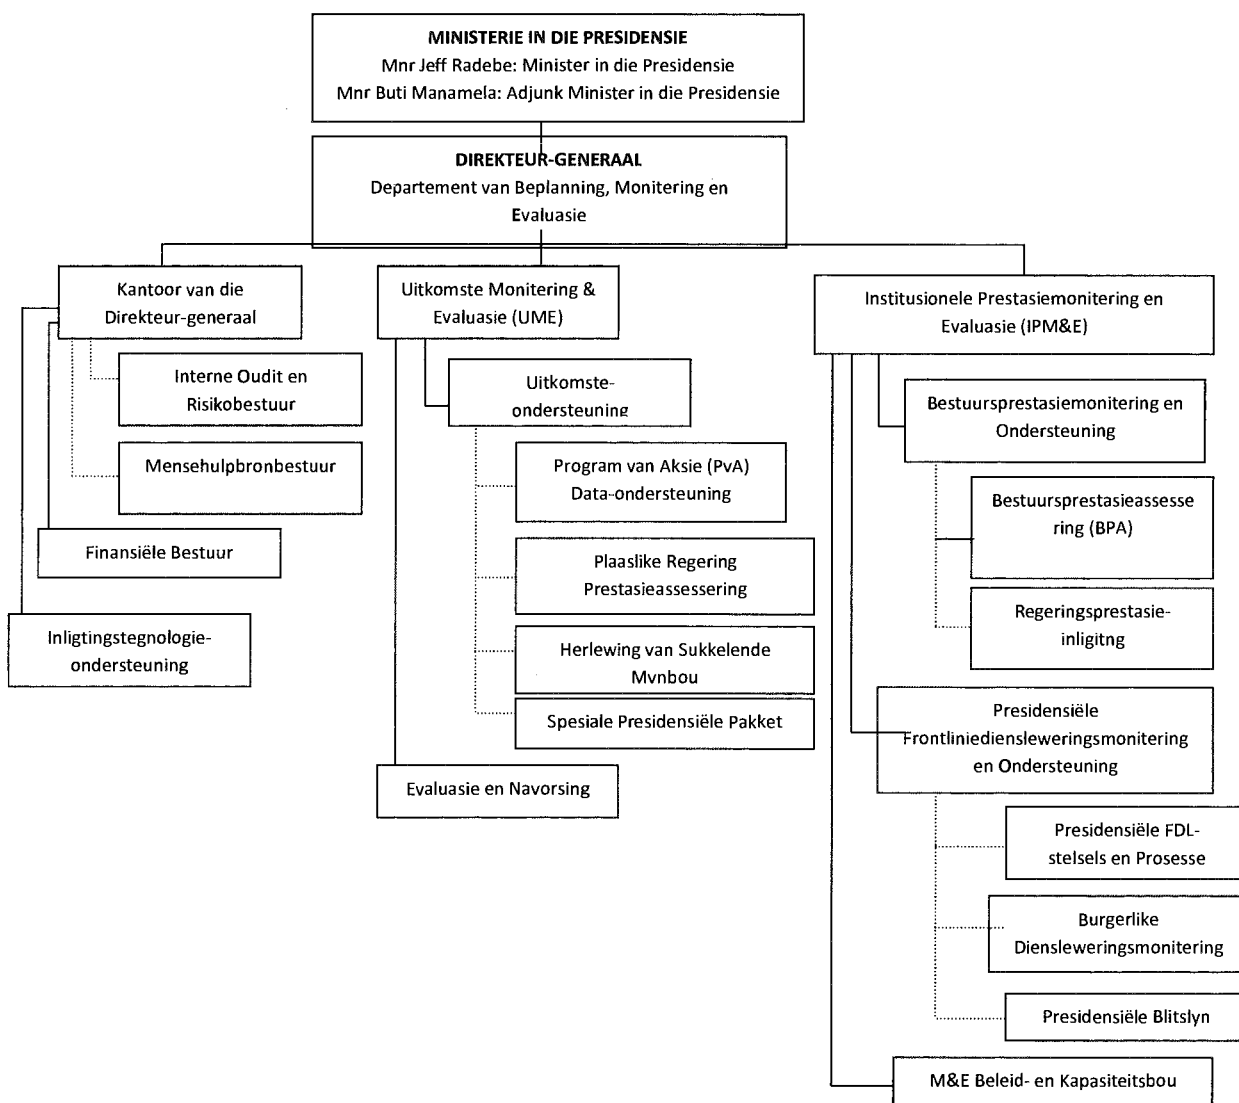 MINISTERIE IN DIE PRESIDENSIE
Mnr Jeff Radebe: Minister in die Presidensie
Mnr Buti Manamela: Adjunk Minister in die Presidensie
DIREKTEUR-GENERAAL
Departement van Beplanning, Monitering en
Evaluasie
Kantoor van die
Direkteur-generaal
Interne Oudit en
Risikobestuur
Mensehulpbronbestuur
Finansiële Bestuur
Inligtingstegnologie-
ondersteuning
Uitkomste Monitering &
Evaluasie (UME)
Uitkomste-
ondersteuning
Program van Aksie (PvA)
Data-ondersteuning
Plaaslike Regering
Prestasieassessering
Herlewing van Sukkelende
Mynbou
Spesiale Presidensiële Pakket
Evaluasie en Navorsing
Institusionele Prestasiemonitering en
Evaluasie (IPM&E)
Bestuursprestasiemonitering en
Ondersteuning
Bestuursprestasieassesse
ring (BPA)
Regeringsprestasie-
inligitng
Presidensiële
Frontliniedienslewerings­monitering
en Ondersteuning
Presidensiële FDL-
stelsels en Prosesse
Burgerlike
Diensleweringsmonitering
Presidensiële Blitslyn
M&E Beleid- en Kapasiteitsbou